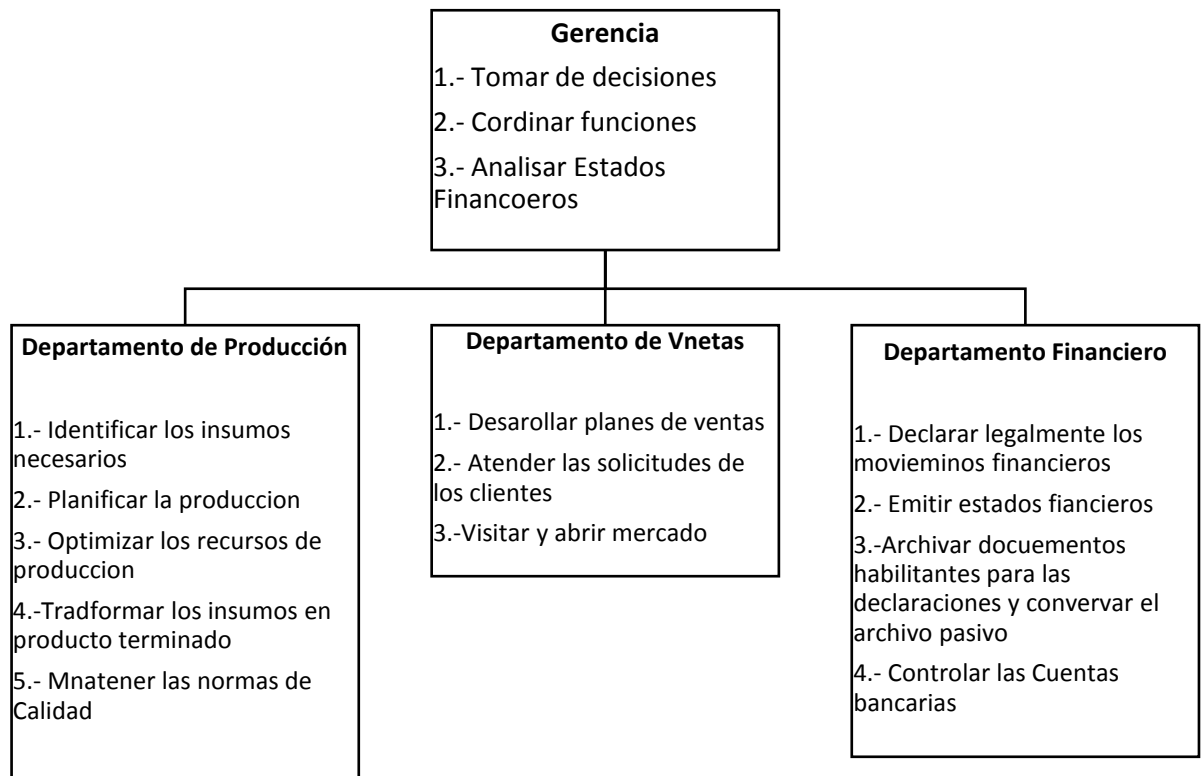 Gerencia
1.- Tomar de decisiones
2.- Cordinar funciones
3.- Analisar Estados
Financoeros
Departamento de Producción
1.- Identificar los insumos
necesarios
2.- Planificar la produccion
3.- Optimizar los recursos de
produccion
4.-Tradformar los insumos en
producto terminado
5.- Mnatener las normas de
Calidad
Departamento de Vnetas
1.- Desarollar planes de ventas
2.- Atender las solicitudes de
los clientes
3.-Visitar y abrir mercado
Departamento Financiero
1.- Declarar legalmente los
movieminos financieros
2.- Emitir estados fiancieros
3.-Archivar docuementos
habilitantes para las
declaraciones y convervar el
archivo pasivo
4.- Controlar las Cuentas
bancarias